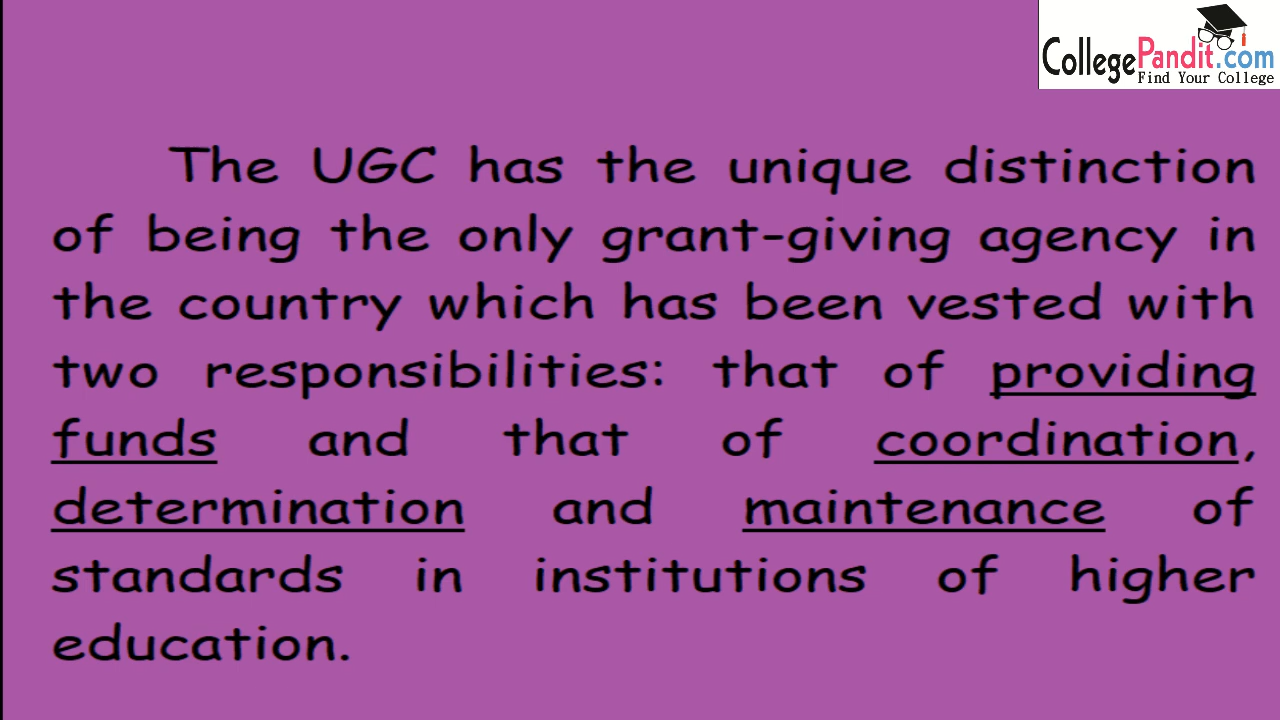 CollegePandit.com
Find Your College
The UGC has the unique distinction
of being the only grant-giving agency in
the country which has been vested with
two responsibilities: that of providing
funds and that of coordination,
determination and maintenance of
standards in institutions of higher
education.